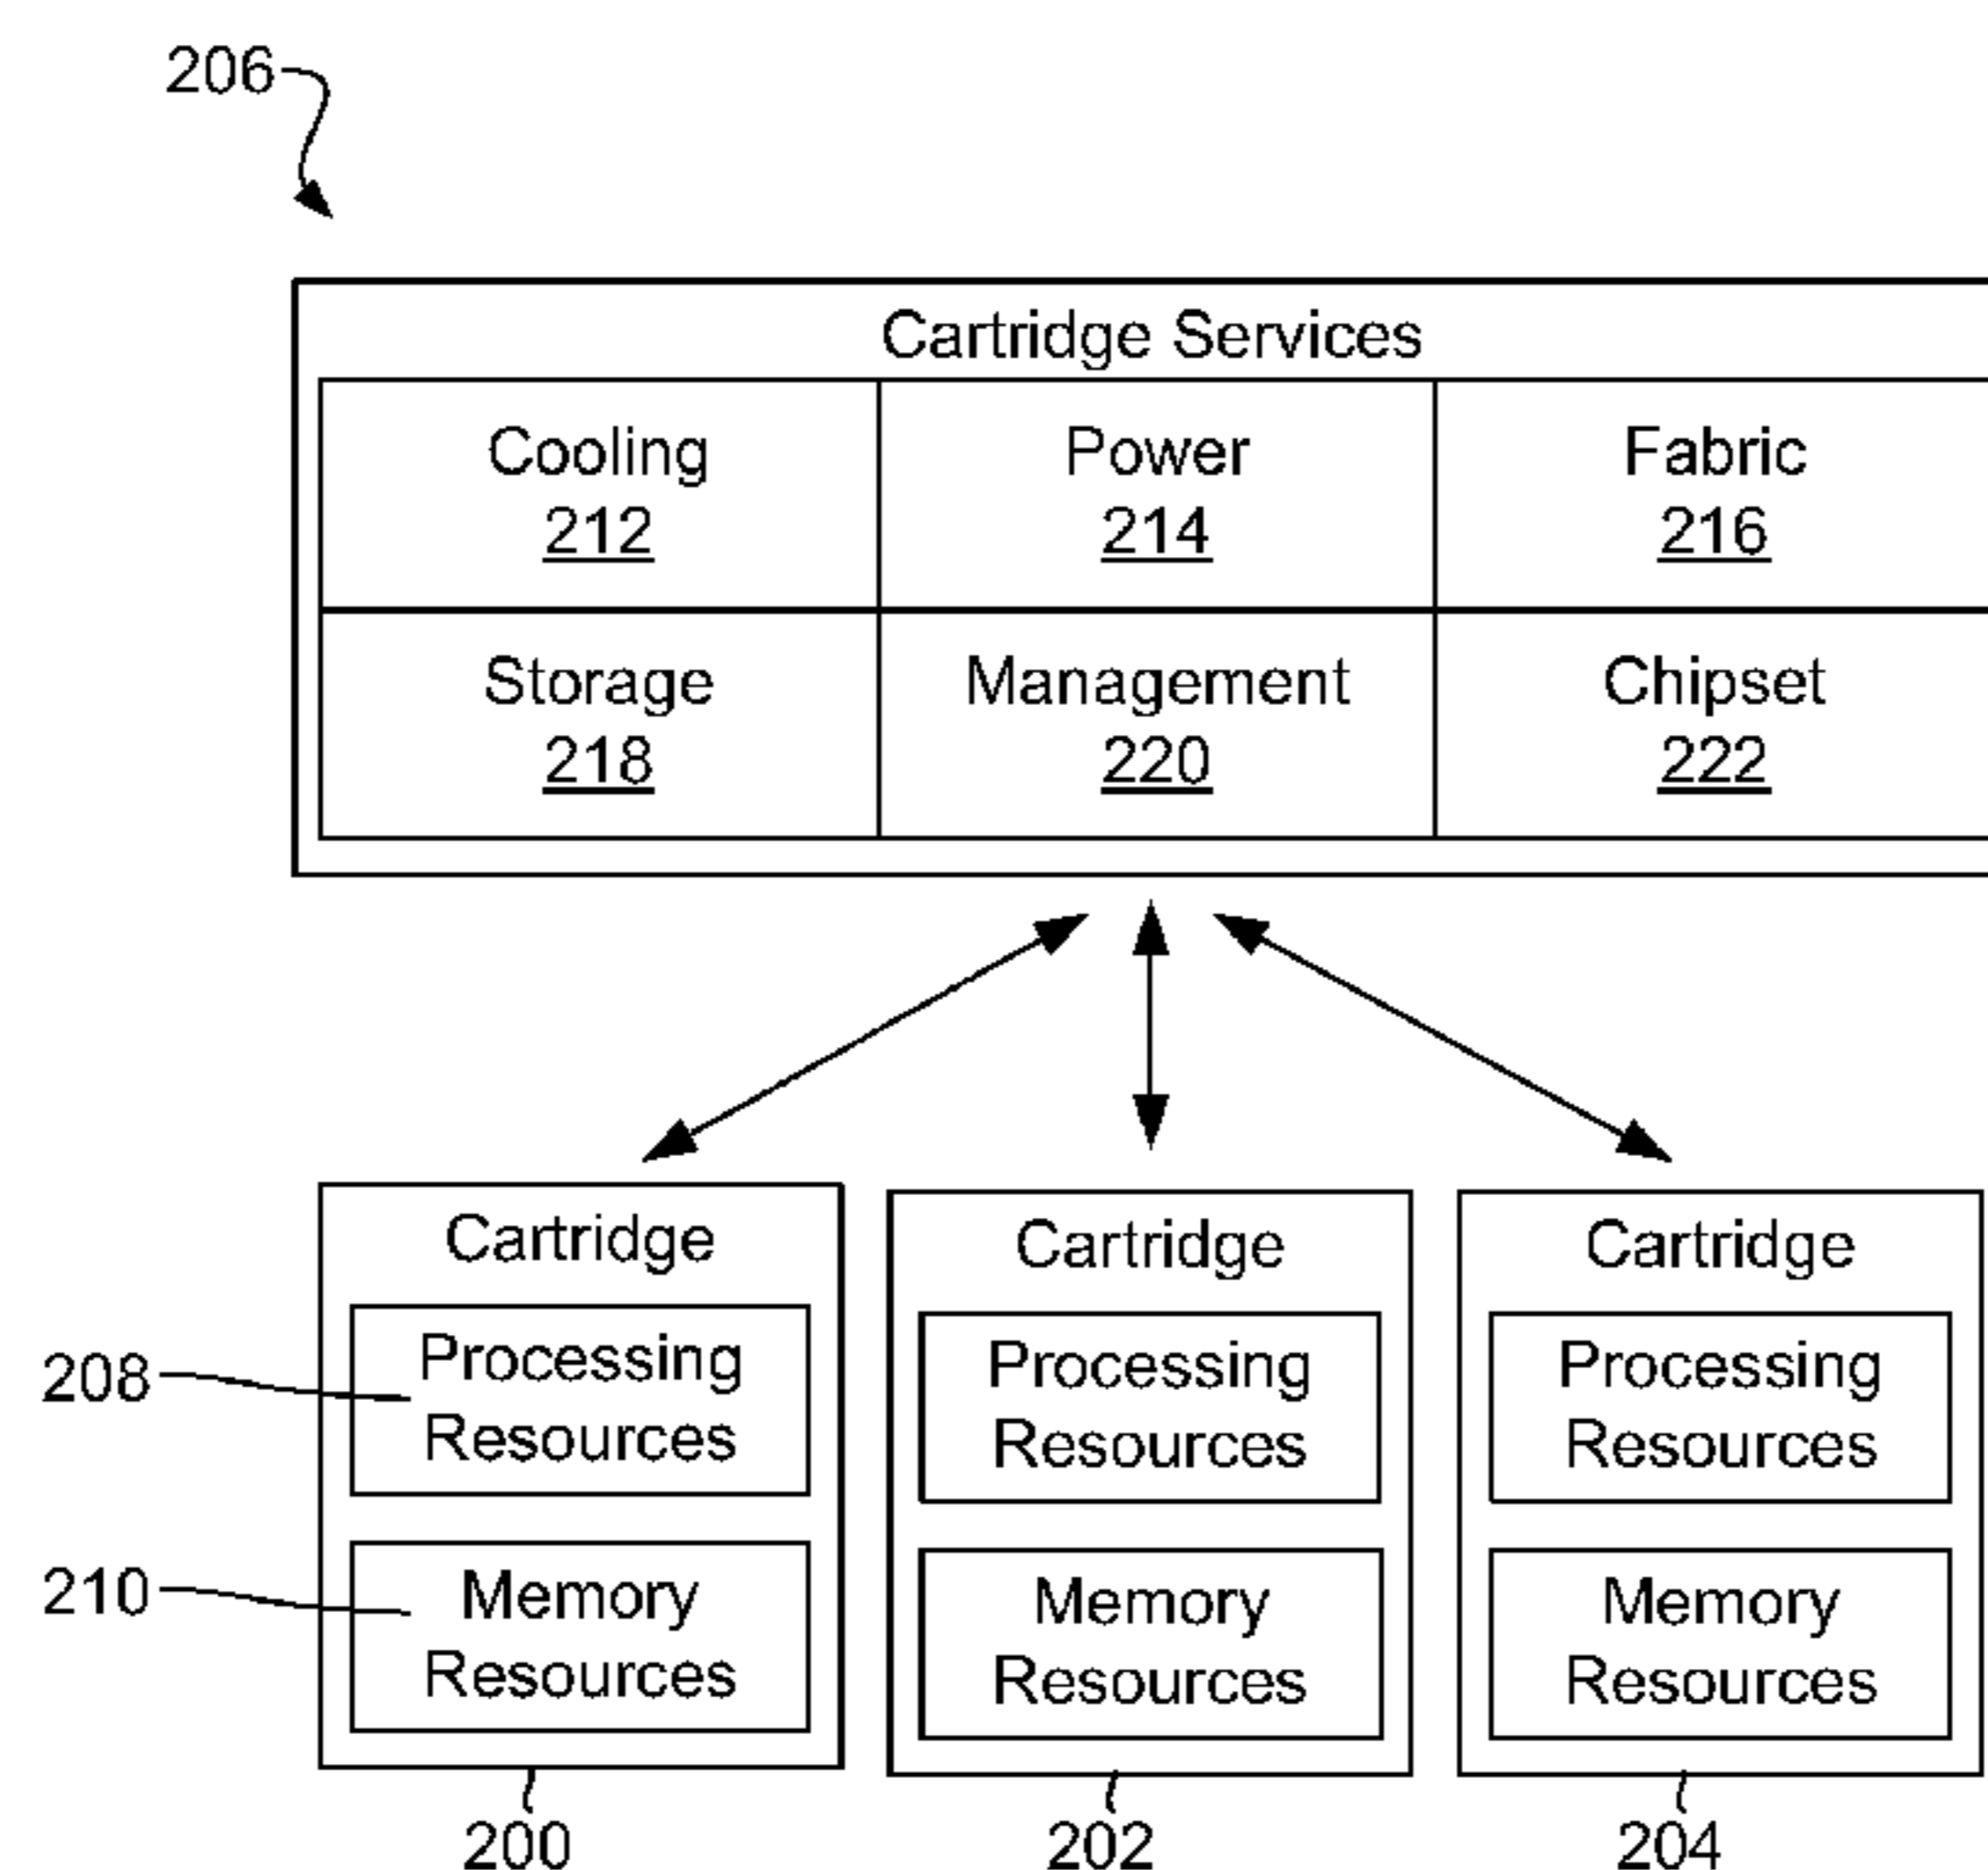 206
Cartridge Services
Cooling
212
Power
214
Fabric
216
Storage
218
Management
220
Chipset
222
Cartridge
Processing
Resources
Memory
Resources
Cartridge
Processing
Resources
Memory
Resources
Cartridge
Processing
Resources
Memory
Resources
208
210
200
202
204